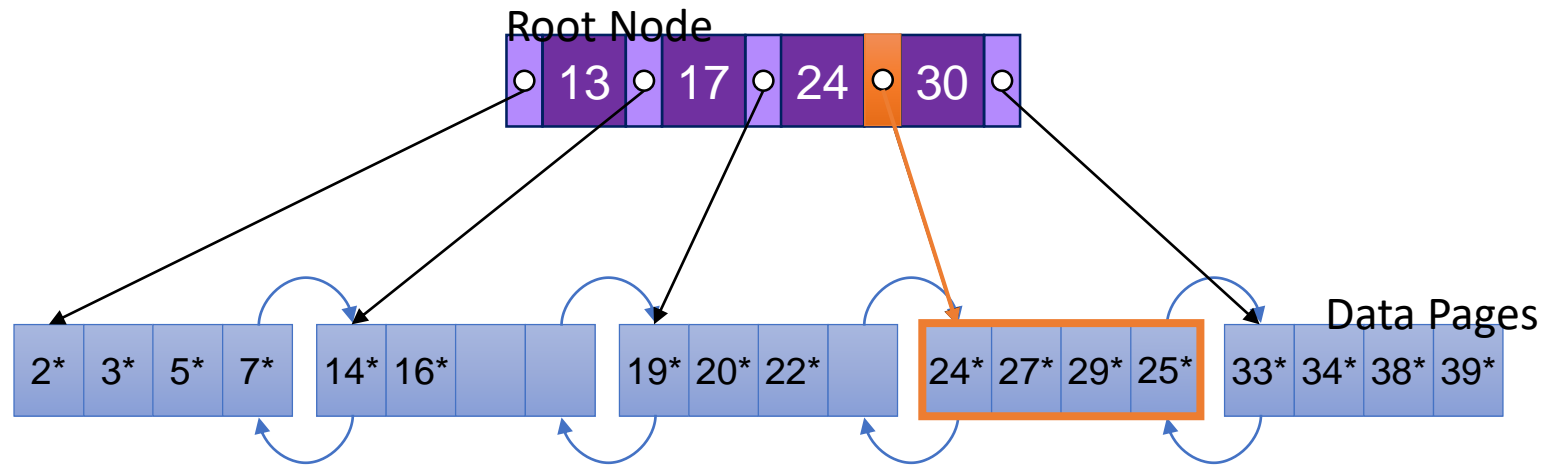 Root Node
13 17 24 30
Data Pages
2* 3* 5* 7* 14* 16* 19* 20* 22* 24* 27* 29* 25* 33* 34* 38* 39*